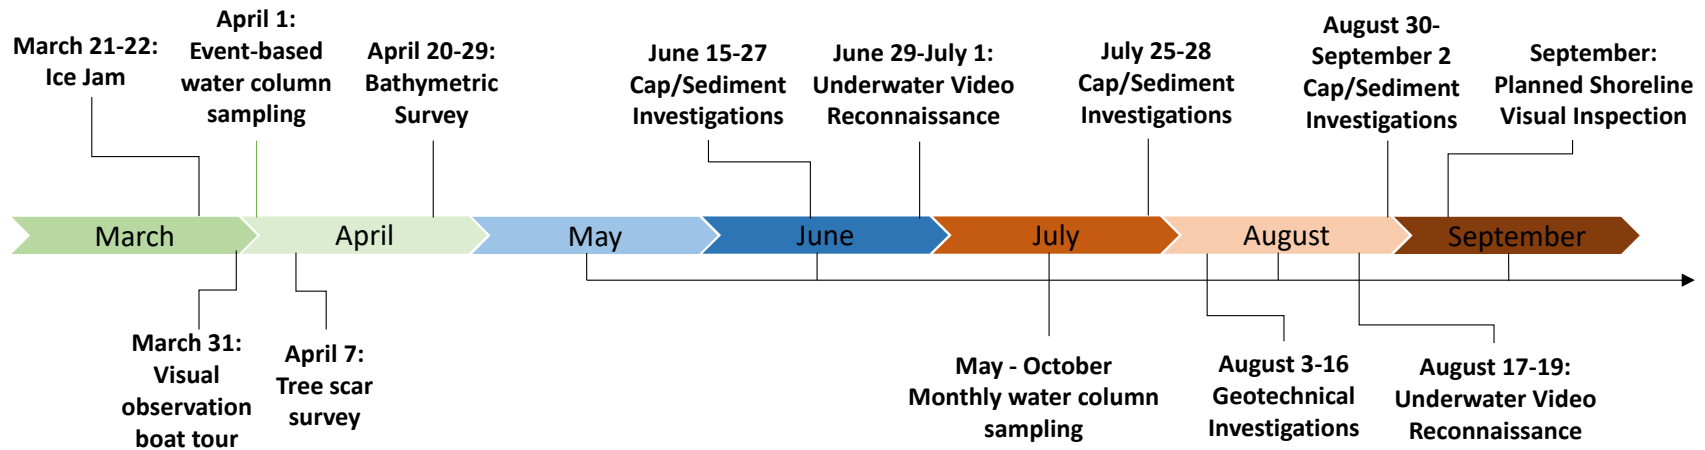 March 21-22:
Ice Jam
April 1:
Event-based
water column
sampling
April 20-29:
Bathymetric
Survey
June 15-27
Cap/Sediment
Investigations
June 29-July 1:
Underwater Video
Reconnaissance
July 25-28
Cap/Sediment
Investigations
August 30-
September 2
Cap/Sediment
Investigations
September:
Planned Shoreline
Visual Inspection
March
April
May
June
July
August
September
March 31:
Visual
observation
boat tour
April 7:
Tree scar
survey
May - October
Monthly water column
sampling
August 3-16
Geotechnical
Investigations
August 17-19:
Underwater Video
Reconnaissance